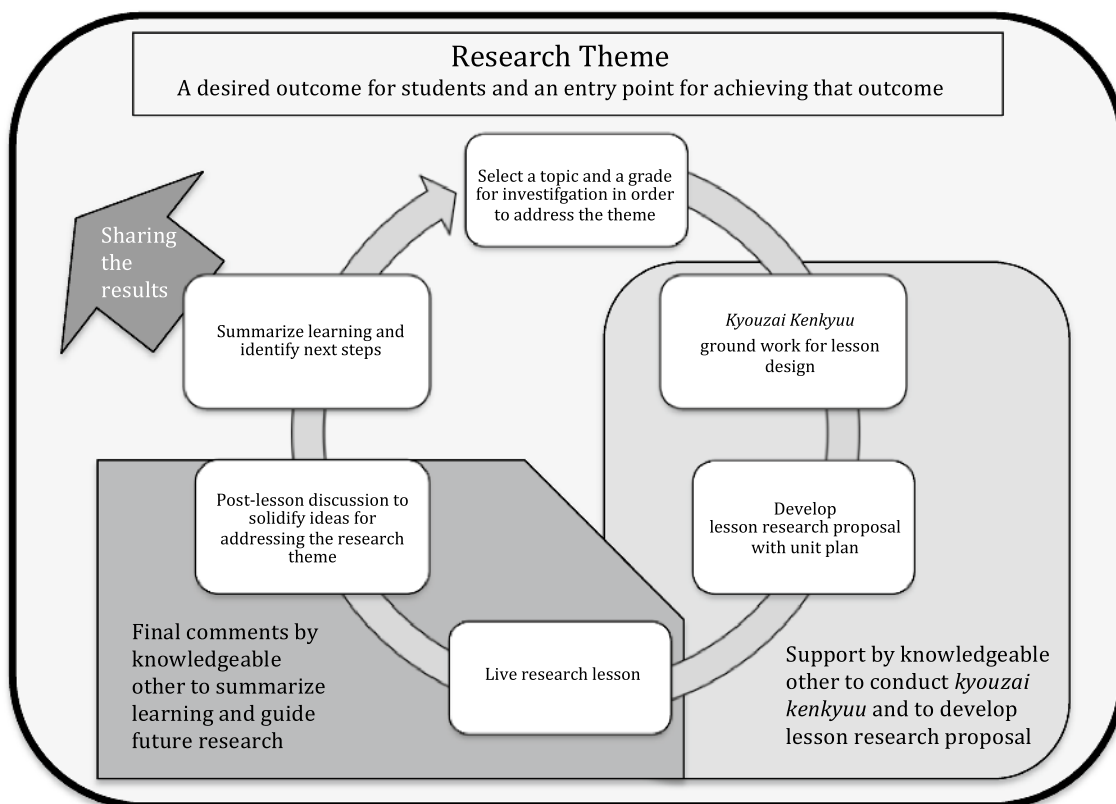 Research Theme
A desired outcome for students and an entry point for achieving that outcome
Select a topic and a grade
for investifgation in order
to address the theme
Kyouzai Kenkyuu
ground work for lesson
design
Develop
lesson research proposal
with unit plan
Support by knowledgeable
other to conduct kyouzai
kenkyuu and to develop
lesson research proposal
Live research lesson
Post-lesson discussion to
solidify ideas for
addressing the research
theme
Final comments by
knowledgeable
other to summarize
learning and guide
future research
Summarize learning and
identify next steps
Sharing
the
results